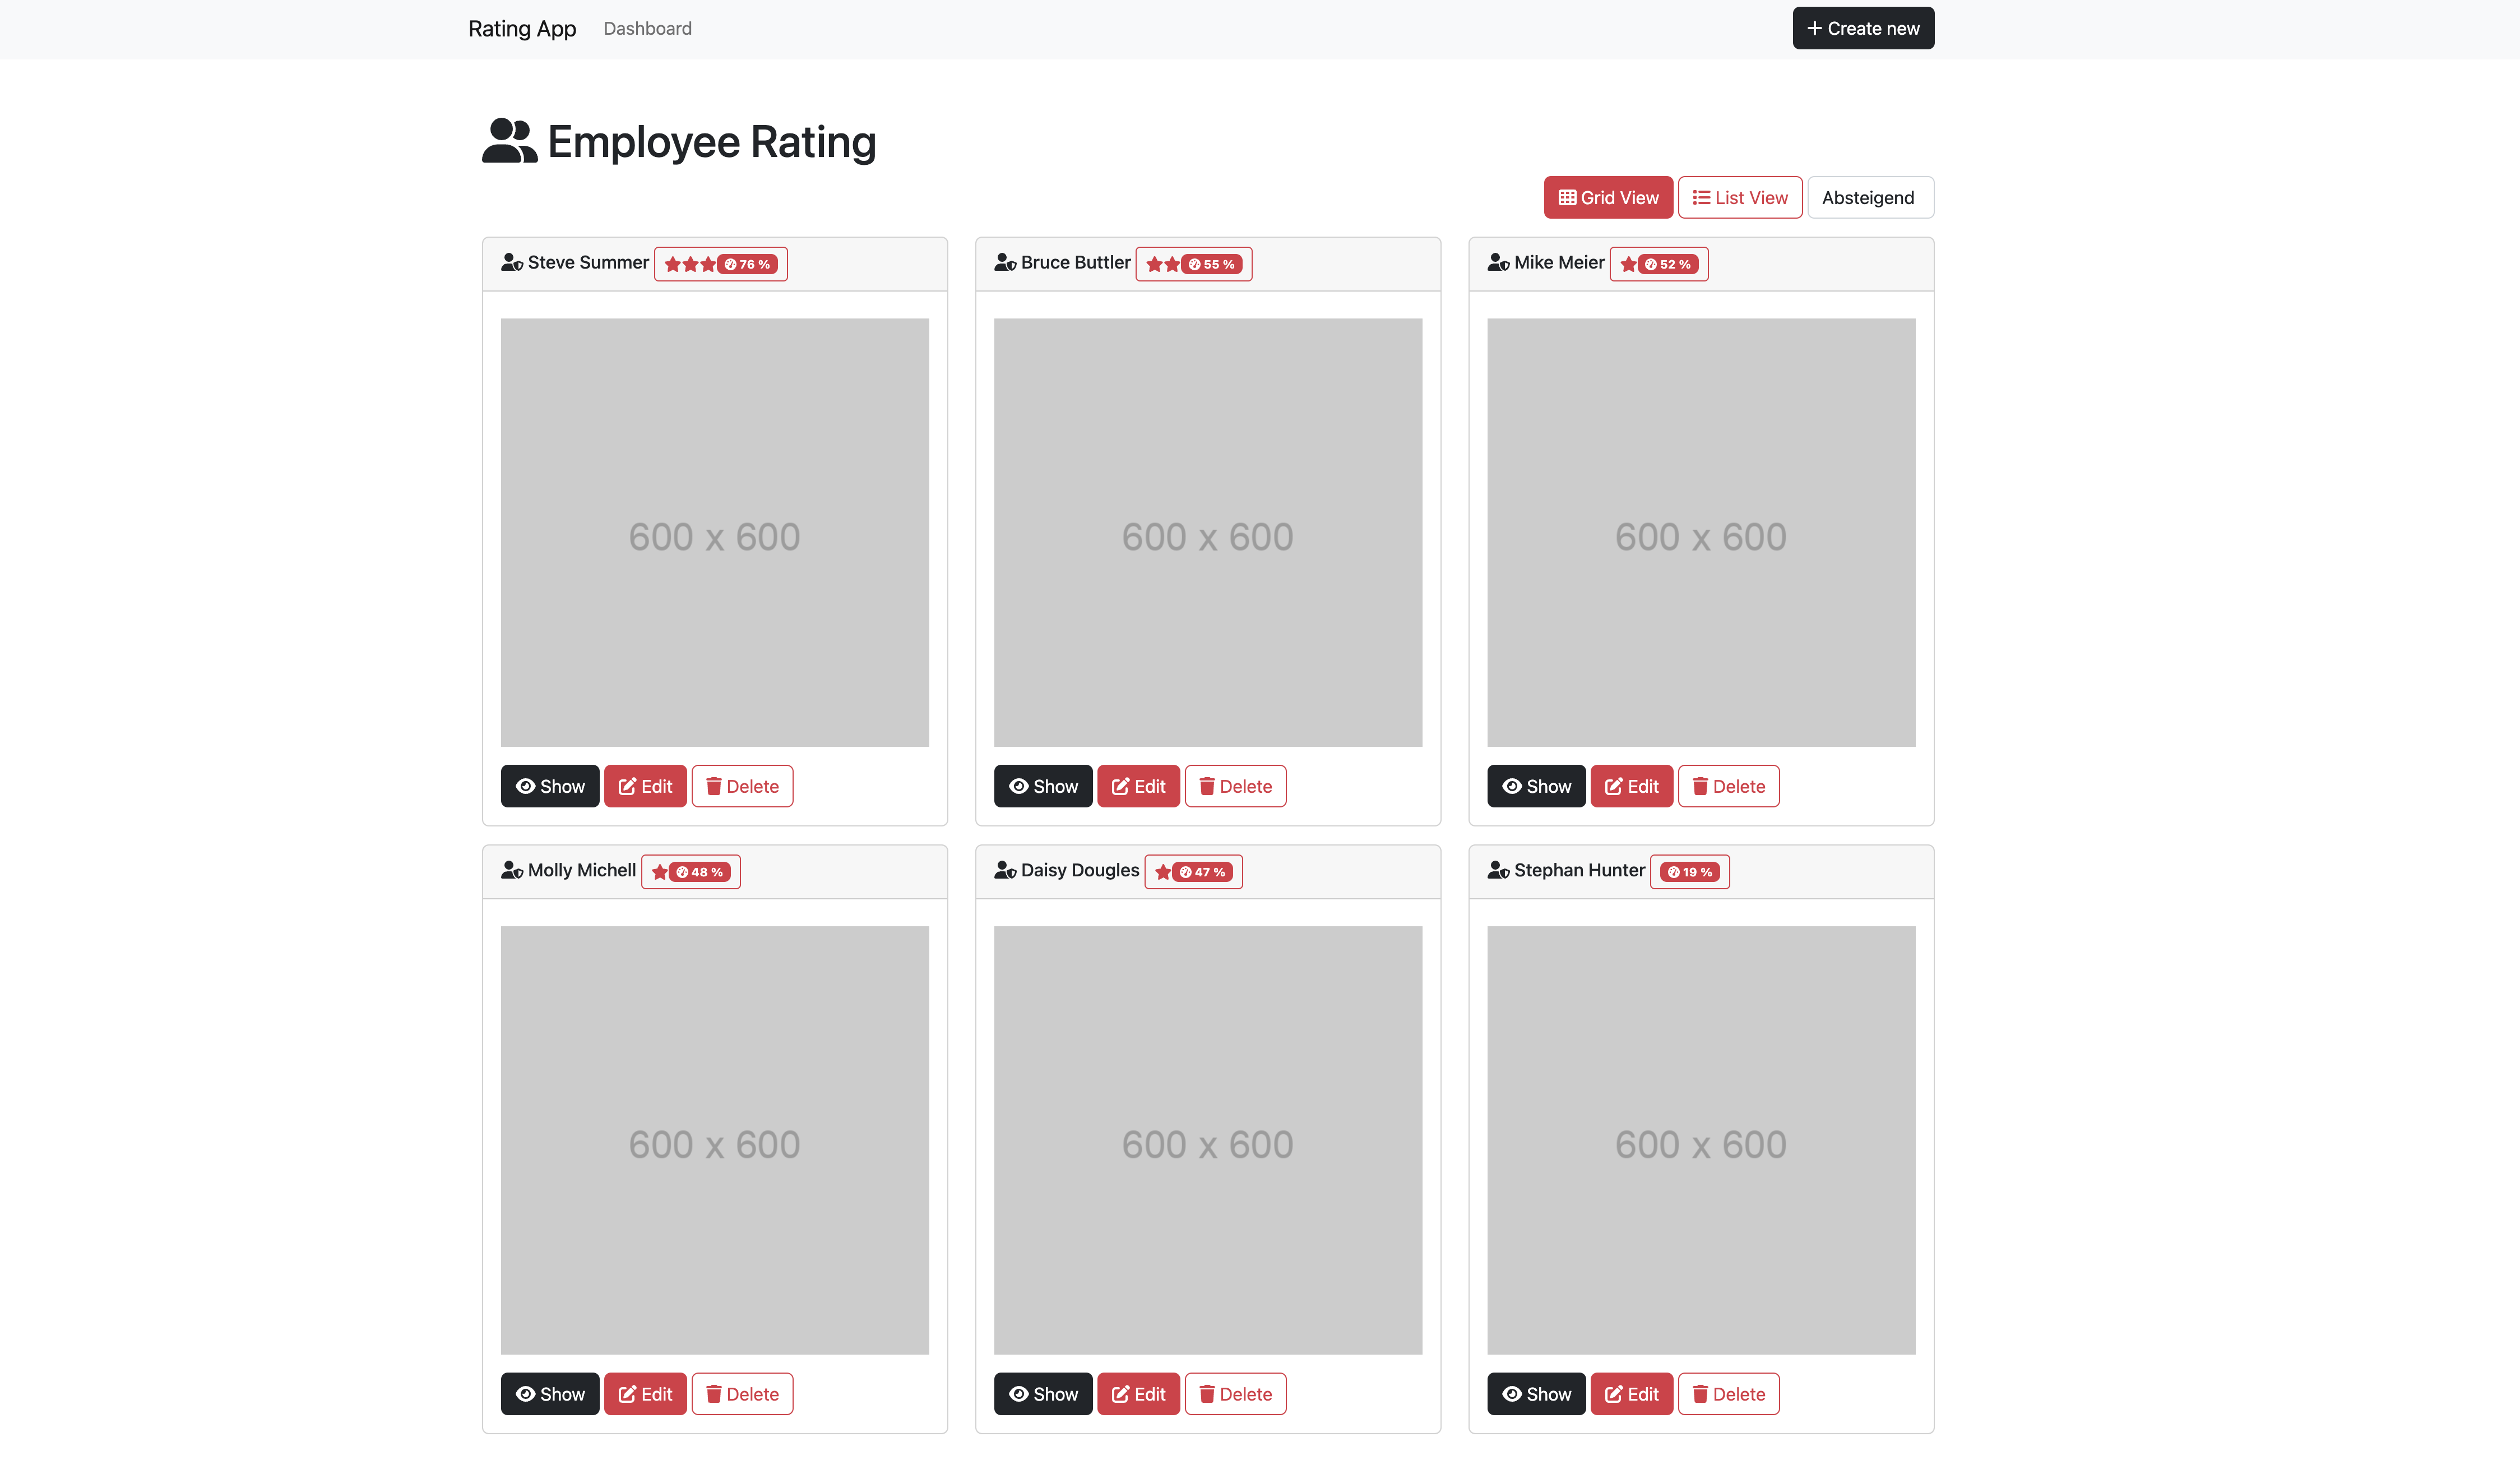 Rating App Dashboard + Create new
Employee Rating
Grid View List View Absteigend
Steve Summer 76 %
Bruce Buttler 55 %
Mike Meier 52 %
600 x 600
600 x 600
600 x 600
Show Edit Delete
Show Edit Delete
Show Edit Delete
Molly Michell 48 %
Daisy Dougles 47 %
Stephan Hunter 19 %
600 x 600
600 x 600
600 x 600
Show Edit Delete
Show Edit Delete
Show Edit Delete